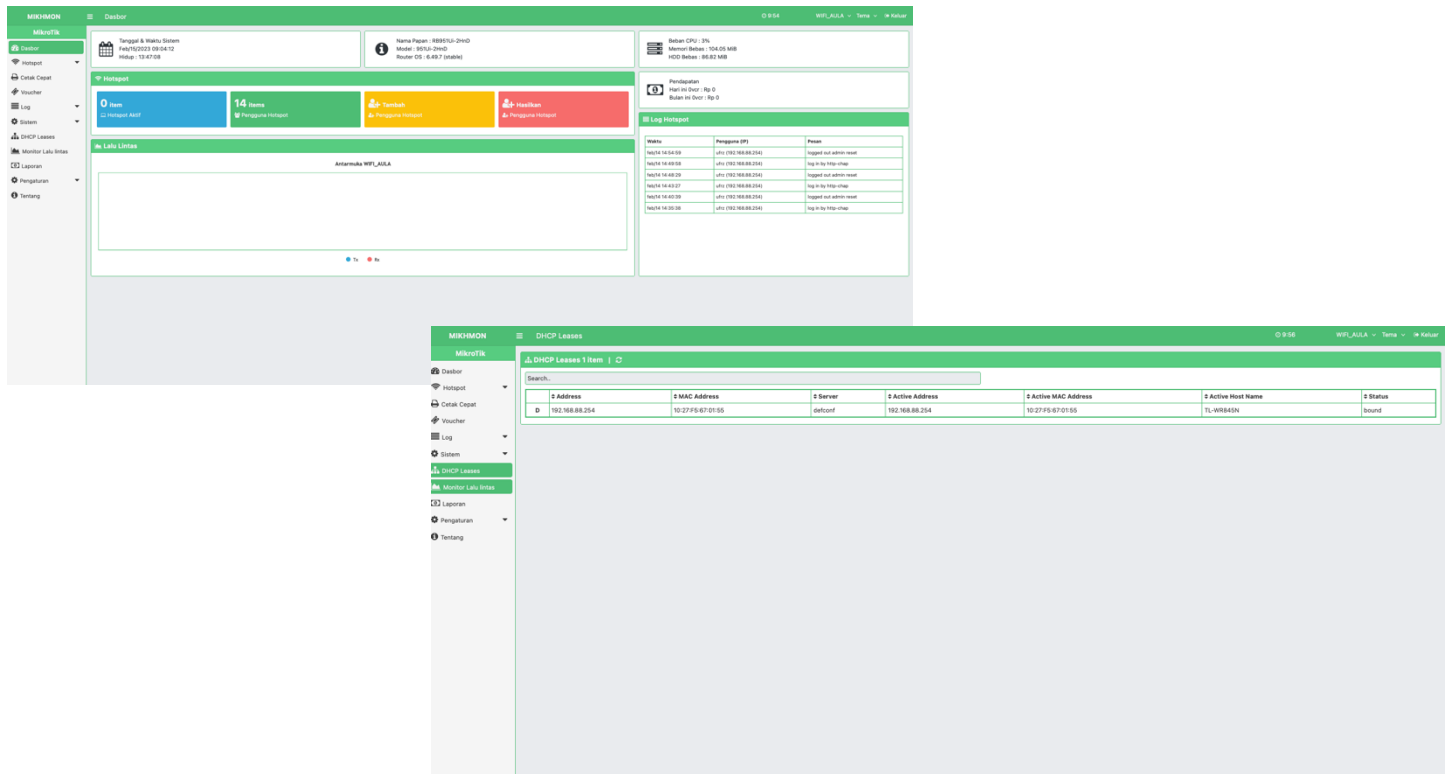 MIKHMON
Dasbor
9:54
WIFI_AULA
Tema
Keluar
MikroTik
Dasbor
Hotspot
Cetak Cepat
Voucher
Log
Sistem
DHCP Leases
Monitor Lalu lintas
Laporan
Pengaturan
Tentang
Tanggal & Waktu Sistem
Feb/15/2023 09:04:12
Hidup : 13:47:08
Nama Papan : RB951Ui-2HnD
Model : 951Ui-2HnD
Router OS : 6.49.7 (stable)
Beban CPU : 3%
Memori Bebas : 104.05 MiB
HDD Bebas : 86.82 MiB
Hotspot
0 item
Hotspot Aktif
14 items
Pengguna Hotspot
Tambah
Pengguna Hotspot
Hasilkan
Pengguna Hotspot
Pendapatan
Hari ini 0vcr : Rp 0
Bulan ini 0vcr : Rp 0
Lalu Lintas
Antarmuka WIFI_AULA
Tx Rx
Log Hotspot
Waktu Pengguna (IP) Pesan
feb/14 14:54:59 ufrz (192.168.88.254) logged out admin reset
feb/14 14:49:58 ufrz (192.168.88.254) log in by http-chap
feb/14 14:48:29 ufrz (192.168.88.254) logged out admin reset
feb/14 14:43:27 ufrz (192.168.88.254) log in by http-chap
feb/14 14:40:39 ufrz (192.168.88.254) logged out admin reset
feb/14 14:35:38 ufrz (192.168.88.254) log in by http-chap
MIKHMON
DHCP Leases
9:56
WIFI_AULA
Tema
Keluar
MikroTik
Dasbor
Hotspot
Cetak Cepat
Voucher
Log
Sistem
DHCP Leases
Monitor Lalu lintas
Laporan
Pengaturan
Tentang
DHCP Leases 1 item |
Search..
Address MAC Address Server Active Address Active MAC Address Active Host Name Status
D 192.168.88.254 10:27:F5:67:01:55 defconf 192.168.88.254 10:27:F5:67:01:55 TL-WR845N bound